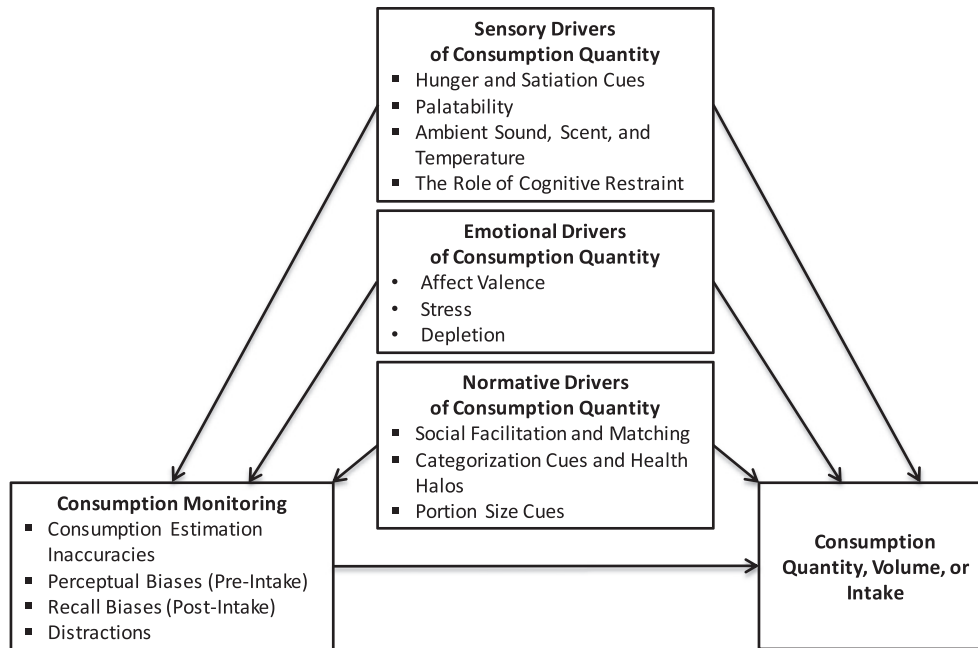 Sensory Drivers
of Consumption Quantity
▪ Hunger and Satiation Cues
▪ Palatability
▪ Ambient Sound, Scent, and
Temperature
▪ The Role of Cognitive Restraint
Emotional Drivers
of Consumption Quantity
• Affect Valence
• Stress
• Depletion
Normative Drivers
of Consumption Quantity
▪ Social Facilitation and Matching
▪ Categorization Cues and Health
Halos
▪ Portion Size Cues
Consumption Monitoring
▪ Consumption Estimation
Inaccuracies
▪ Perceptual Biases (Pre-Intake)
▪ Recall Biases (Post-Intake)
▪ Distractions
Consumption
Quantity, Volume, or
Intake